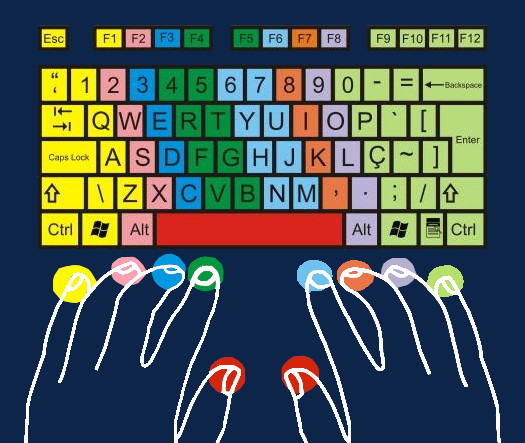 Esc F1 F2 F3 F4 F5 F6 F7 F8 F9 F10 F11 F12
“ ‘ 1 2 3 4 5 6 7 8 9 0 - = Backspace
Q W E R T Y U I O P ` [ Enter
Caps Lock A S D F G H J K L Ç ~ ]
\ Z X C V B N M , . ; /
Ctrl Alt Alt Ctrl